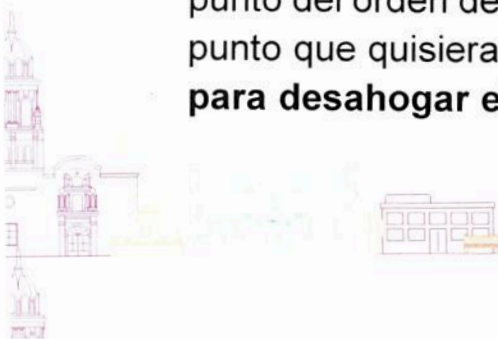 punto del orden de
punto que quisiera
para desahogar e